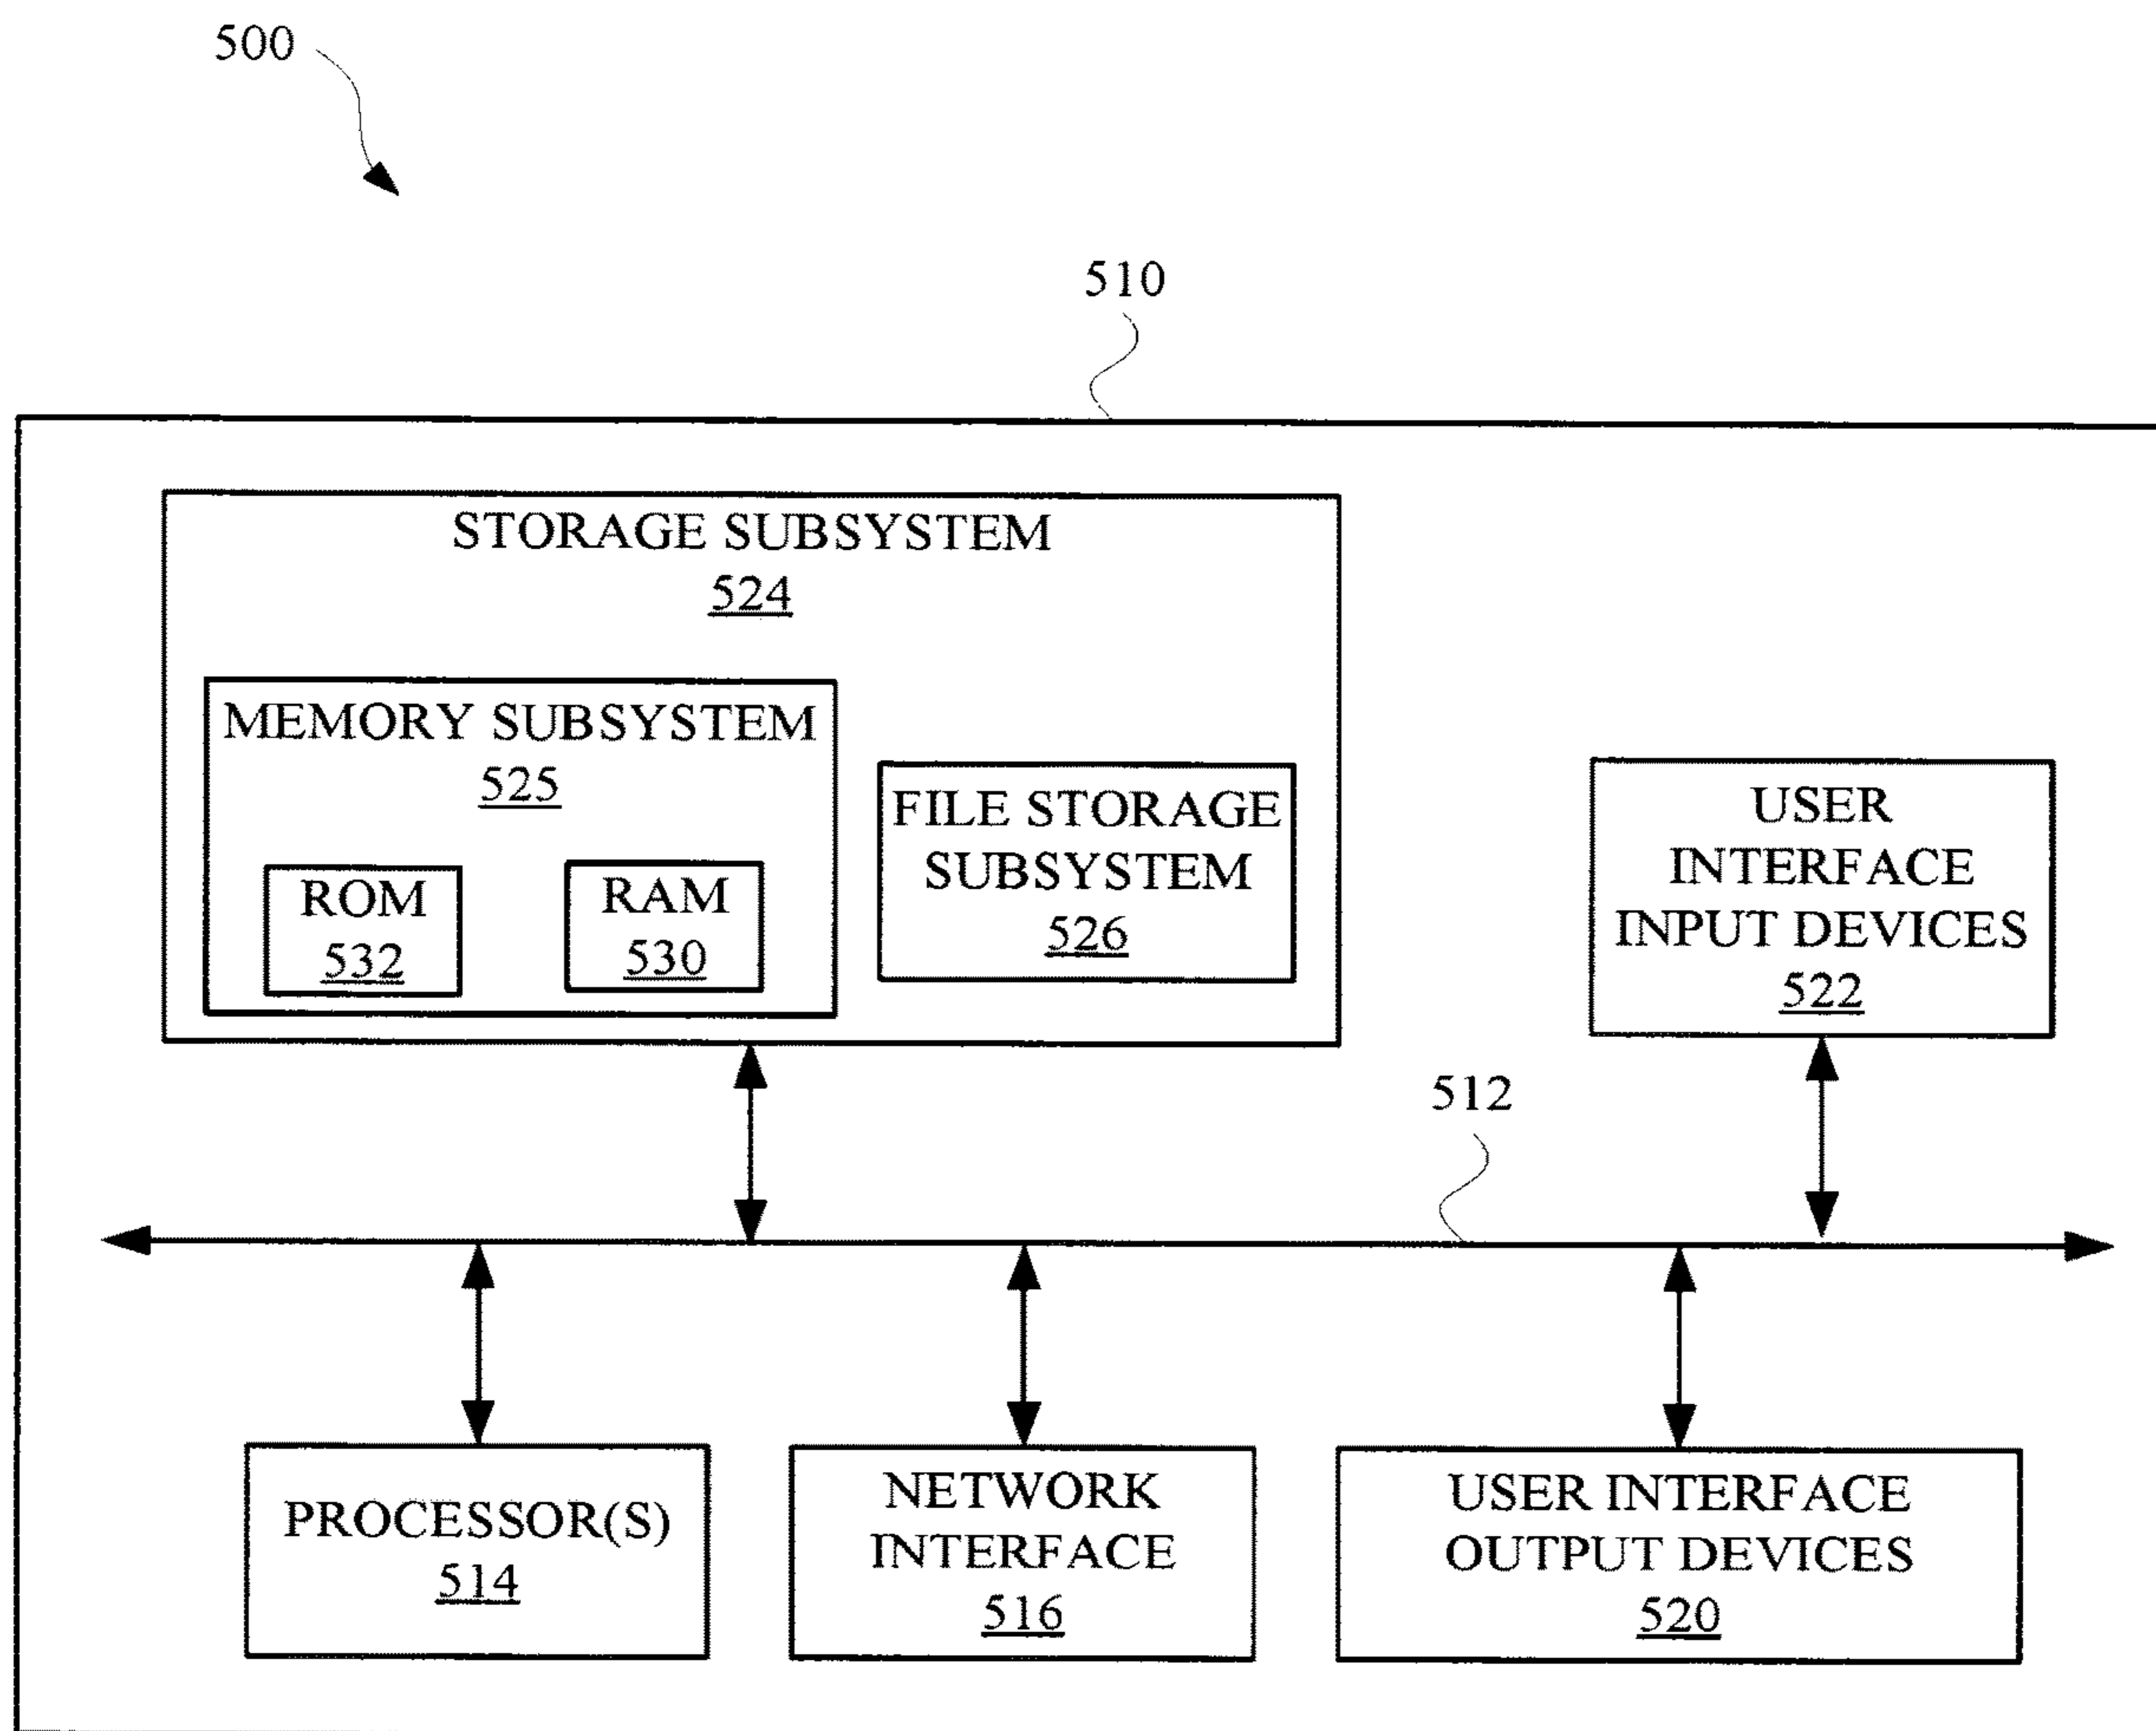 500
510
STORAGE SUBSYSTEM
524
MEMORY SUBSYSTEM
525
ROM
532
RAM
530
FILE STORAGE
SUBSYSTEM
526
USER
INTERFACE
INPUT DEVICES
522
512
PROCESSOR(S)
514
NETWORK
INTERFACE
516
USER INTERFACE
OUTPUT DEVICES
520